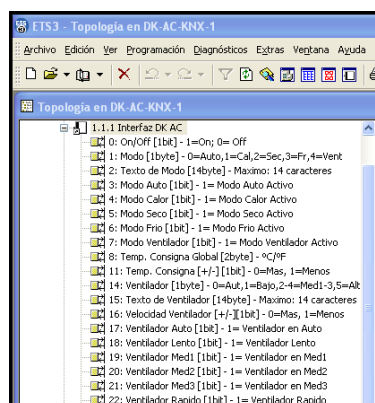 ETS3 - Topología en DK-AC-KNX-1
Archivo Edición Ver Programación Diagnósticos Extras Ventana Ayuda
Topología en DK-AC-KNX-1
1.1.1 Interfaz DK AC
0: On/Off [1bit] - 1=On; 0= Off
1: Modo [1byte] - 0=Auto,1=Cal,2=Sec,3=Fr,4=Vent
2: Texto de Modo [14byte] - Maximo: 14 caracteres
3: Modo Auto [1bit] - 1= Modo Auto Activo
4: Modo Calor [1bit] - 1= Modo Calor Activo
5: Modo Seco [1bit] - 1= Modo Seco Activo
6: Modo Frio [1bit] - 1= Modo Frio Activo
7: Modo Ventilador [1bit] - 1= Modo Ventilador Activo
8: Temp. Consigna Global [2byte] - ºC/ºF
11: Temp. Consigna [+/-] [1bit] - 0=Mas, 1=Menos
14: Ventilador [1byte] - 0=Aut,1=Bajo,2-4=Med1-3,5=Alt
15: Texto de Ventilador [14byte] - Maximo: 14 caracteres
16: Velocidad Ventilador [+/-][1bit] - 0=Mas, 1=Menos
17: Ventilador Auto [1bit] - 1= Ventilador en Auto
18: Ventilador Lento [1bit] - 1= Ventilador Lento
19: Ventilador Med1 [1bit] - 1= Ventilador en Med1
20: Ventilador Med2 [1bit] - 1= Ventilador en Med2
21: Ventilador Med3 [1bit] - 1= Ventilador en Med3
22: Ventilador Rapido [1bit] - 1= Ventilador Rapido